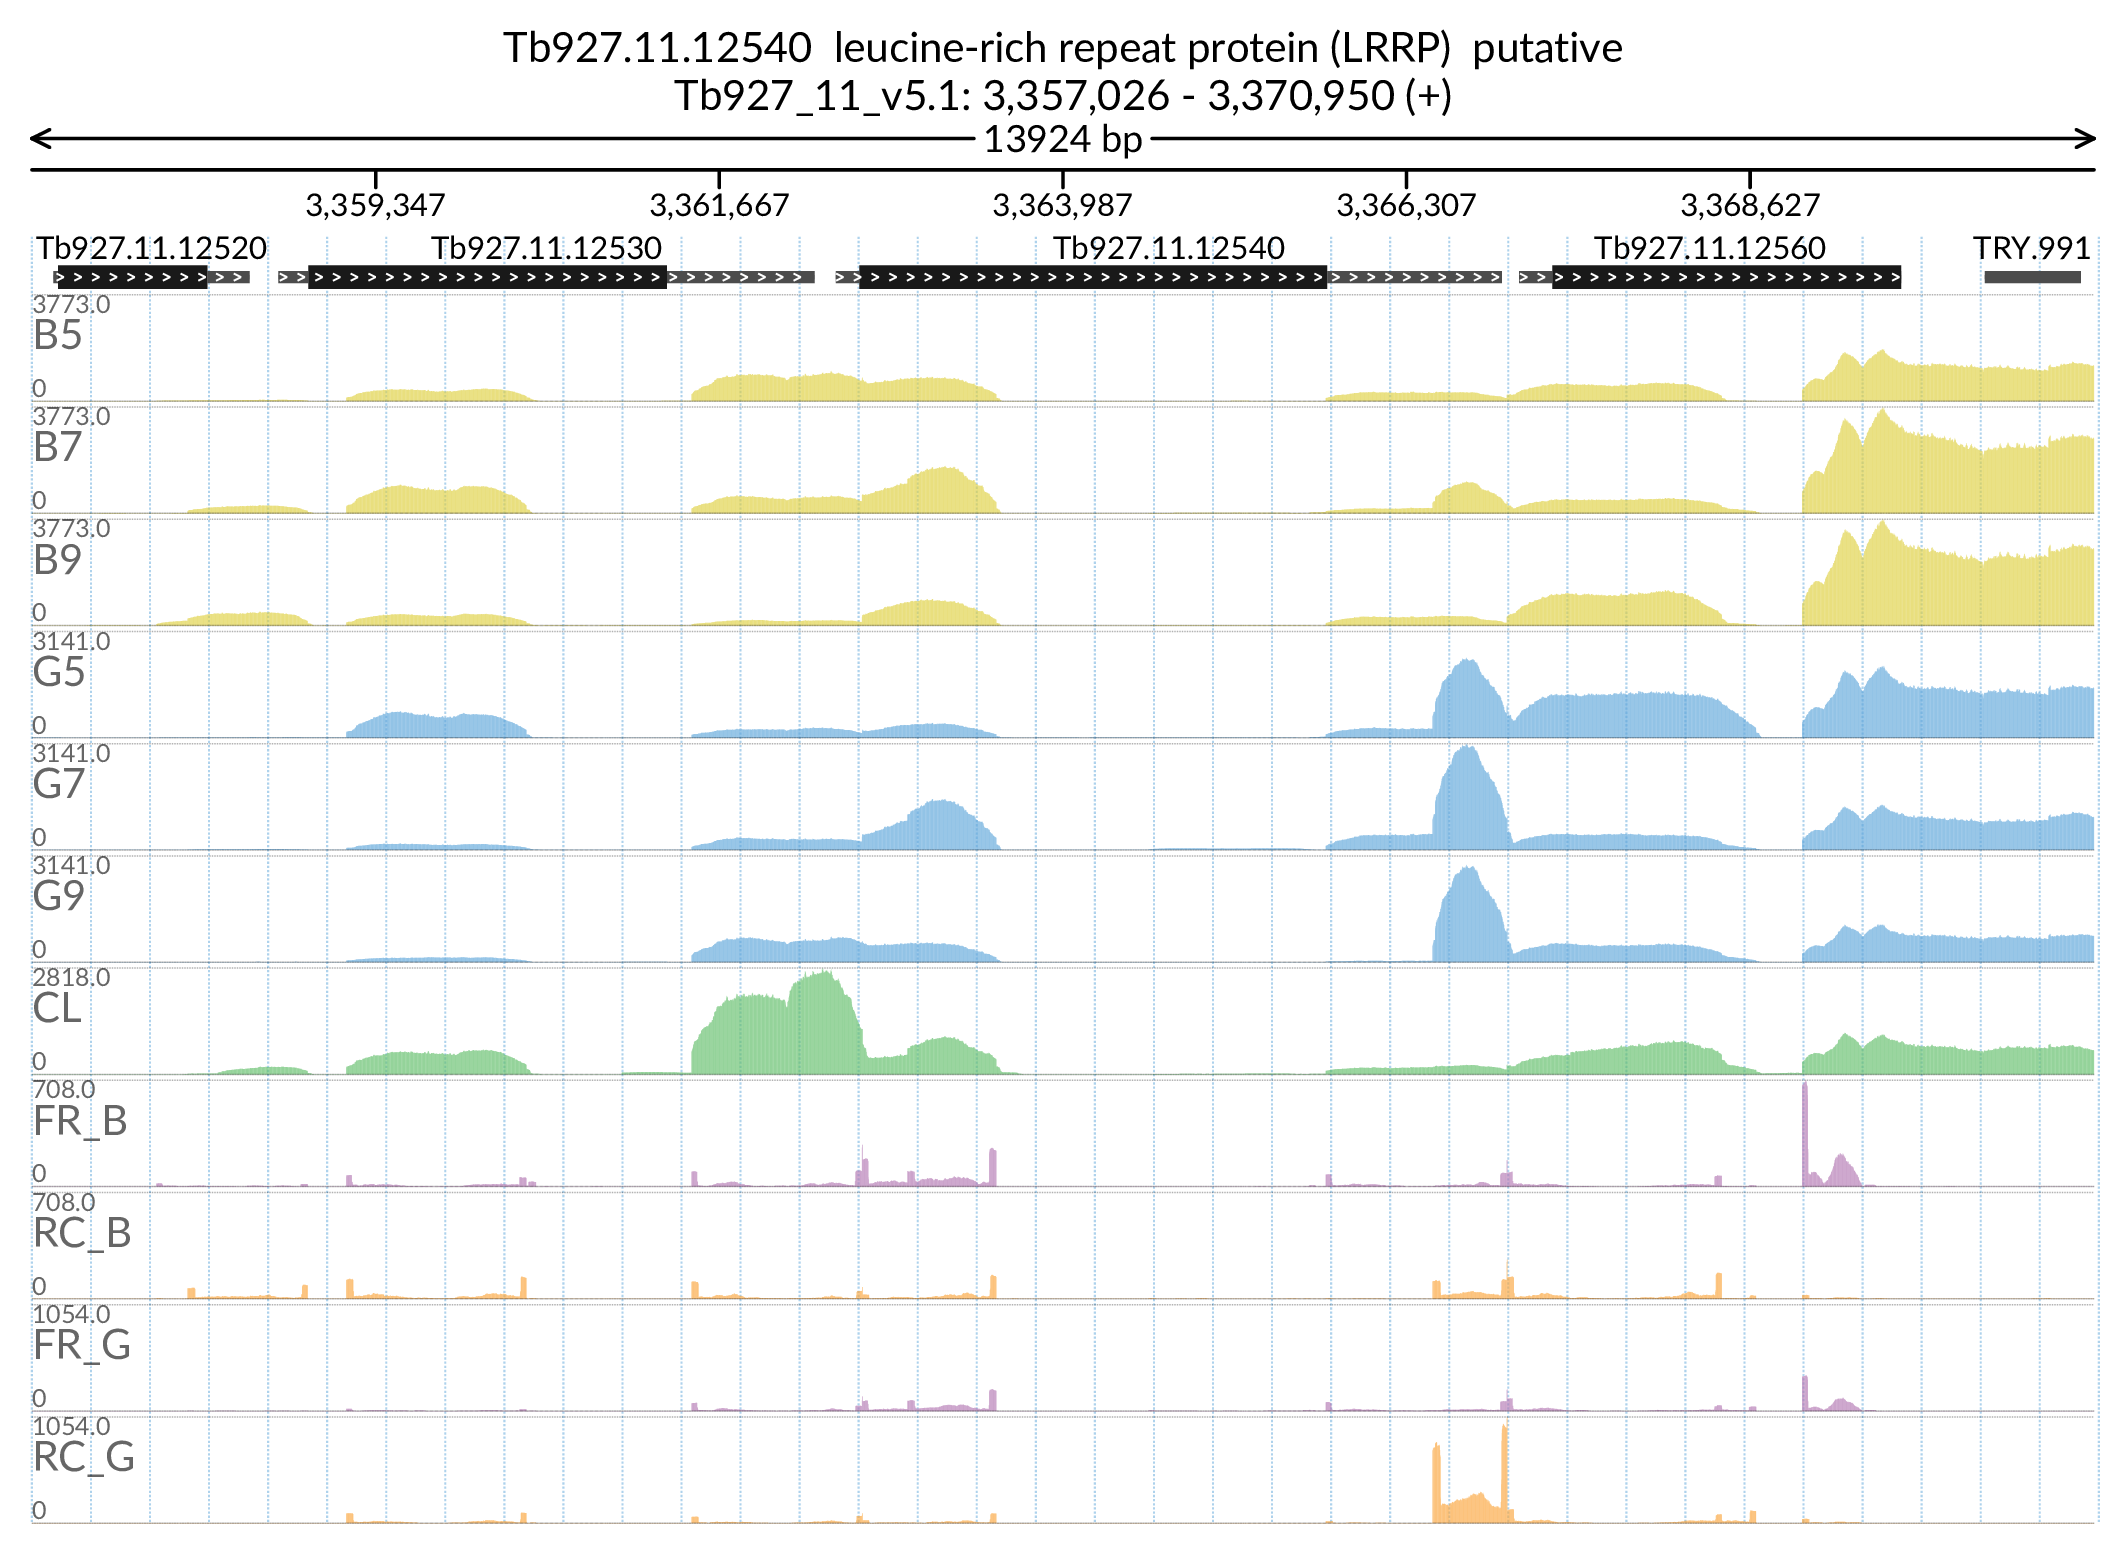 Tb927.11.12540  leucine-rich repeat protein (LRRP)  putative
Tb927_11_v5.1: 3,357,026 - 3,370,950 (+)
13924 bp
3,359,347 3,361,667 3,363,987 3,366,307 3,368,627
Tb927.11.12520 Tb927.11.12530 Tb927.11.12540 Tb927.11.12560 TRY.991
3773.0
B5
0
3773.0
B7
0
3773.0
B9
0
3141.0
G5
0
3141.0
G7
0
3141.0
G9
0
2818.0
CL
0
708.0
FR_B
0
708.0
RC_B
0
1054.0
FR_G
0
1054.0
RC_G
0